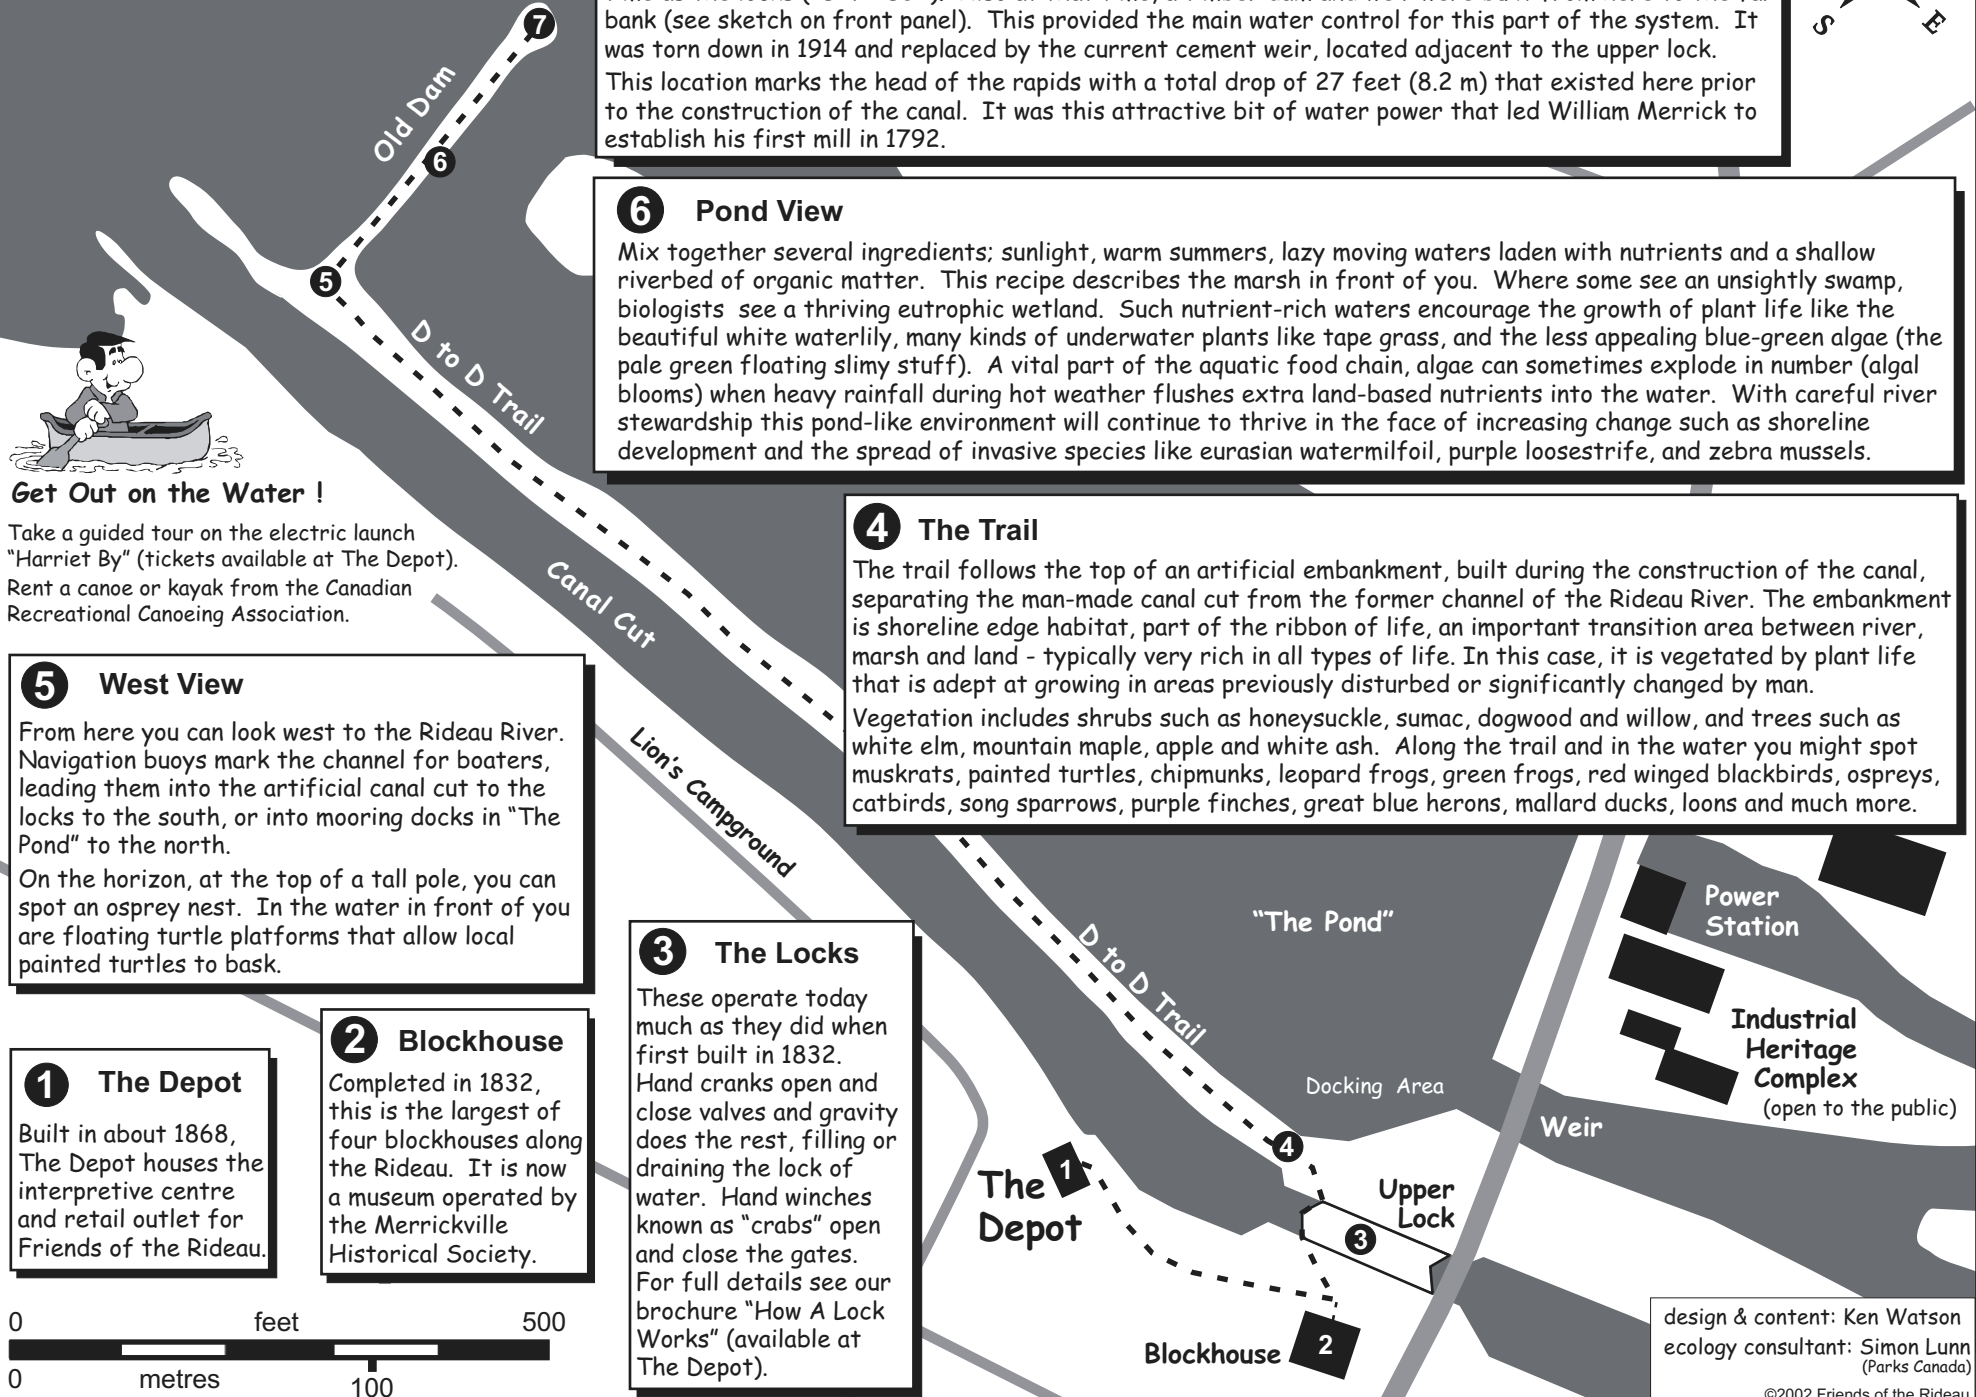 bank (see sketch on front panel).  This provided the main water control for this part of the system.  It
was torn down in 1914 and replaced by the current cement weir, located adjacent to the upper lock.
This location marks the head of the rapids with a total drop of 27 feet (8.2 m) that existed here prior
to the construction of the canal.  It was this attractive bit of water power that led William Merrick to
establish his first mill in 1792.
S
E
7
Old Dam
6
5
D to D Trail
6 Pond View
Mix together several ingredients; sunlight, warm summers, lazy moving waters laden with nutrients and a shallow
riverbed of organic matter.  This recipe describes the marsh in front of you.  Where some see an unsightly swamp,
biologists  see a thriving eutrophic wetland.  Such nutrient-rich waters encourage the growth of plant life like the
beautiful white waterlily, many kinds of underwater plants like tape grass, and the less appealing blue-green algae (the
pale green floating slimy stuff).  A vital part of the aquatic food chain, algae can sometimes explode in number (algal
blooms) when heavy rainfall during hot weather flushes extra land-based nutrients into the water.  With careful river
stewardship this pond-like environment will continue to thrive in the face of increasing change such as shoreline
development and the spread of invasive species like eurasian watermilfoil, purple loosestrife, and zebra mussels.
Get Out on the Water !
Take a guided tour on the electric launch
“Harriet By” (tickets available at The Depot).
Rent a canoe or kayak from the Canadian
Recreational Canoeing Association.
Canal Cut
4 The Trail
The trail follows the top of an artificial embankment, built during the construction of the canal,
separating the man-made canal cut from the former channel of the Rideau River. The embankment
is shoreline edge habitat, part of the ribbon of life, an important transition area between river,
marsh and land - typically very rich in all types of life. In this case, it is vegetated by plant life
that is adept at growing in areas previously disturbed or significantly changed by man.
Vegetation includes shrubs such as honeysuckle, sumac, dogwood and willow, and trees such as
white elm, mountain maple, apple and white ash.  Along the trail and in the water you might spot
muskrats, painted turtles, chipmunks, leopard frogs, green frogs, red winged blackbirds, ospreys,
catbirds, song sparrows, purple finches, great blue herons, mallard ducks, loons and much more.
5 West View
From here you can look west to the Rideau River.
Navigation buoys mark the channel for boaters,
leading them into the artificial canal cut to the
locks to the south, or into mooring docks in “The
Pond” to the north.
On the horizon, at the top of a tall pole, you can
spot an osprey nest.  In the water in front of you
are floating turtle platforms that allow local
painted turtles to bask.
Lion's Campground
3 The Locks
These operate today
much as they did when
first built in 1832.
Hand cranks open and
close valves and gravity
does the rest, filling or
draining the lock of
water.  Hand winches
known as “crabs” open
and close the gates.
For full details see our
brochure “How A Lock
Works” (available at
The Depot).
2 Blockhouse
Completed in 1832,
this is the largest of
four blockhouses along
the Rideau.  It is now
a museum operated by
the Merrickville
Historical Society.
1 The Depot
Built in about 1868,
The Depot houses the
interpretive centre
and retail outlet for
Friends of the Rideau.
0 feet 500
0 metres 100
D to D Trail
“The Pond”
Docking Area
Power
Station
Industrial
Heritage
Complex
(open to the public)
Weir
4
The
Depot
1
Upper
Lock
3
Blockhouse
2
design & content: Ken Watson
ecology consultant: Simon Lunn
(Parks Canada)
©2002 Friends of the Rideau